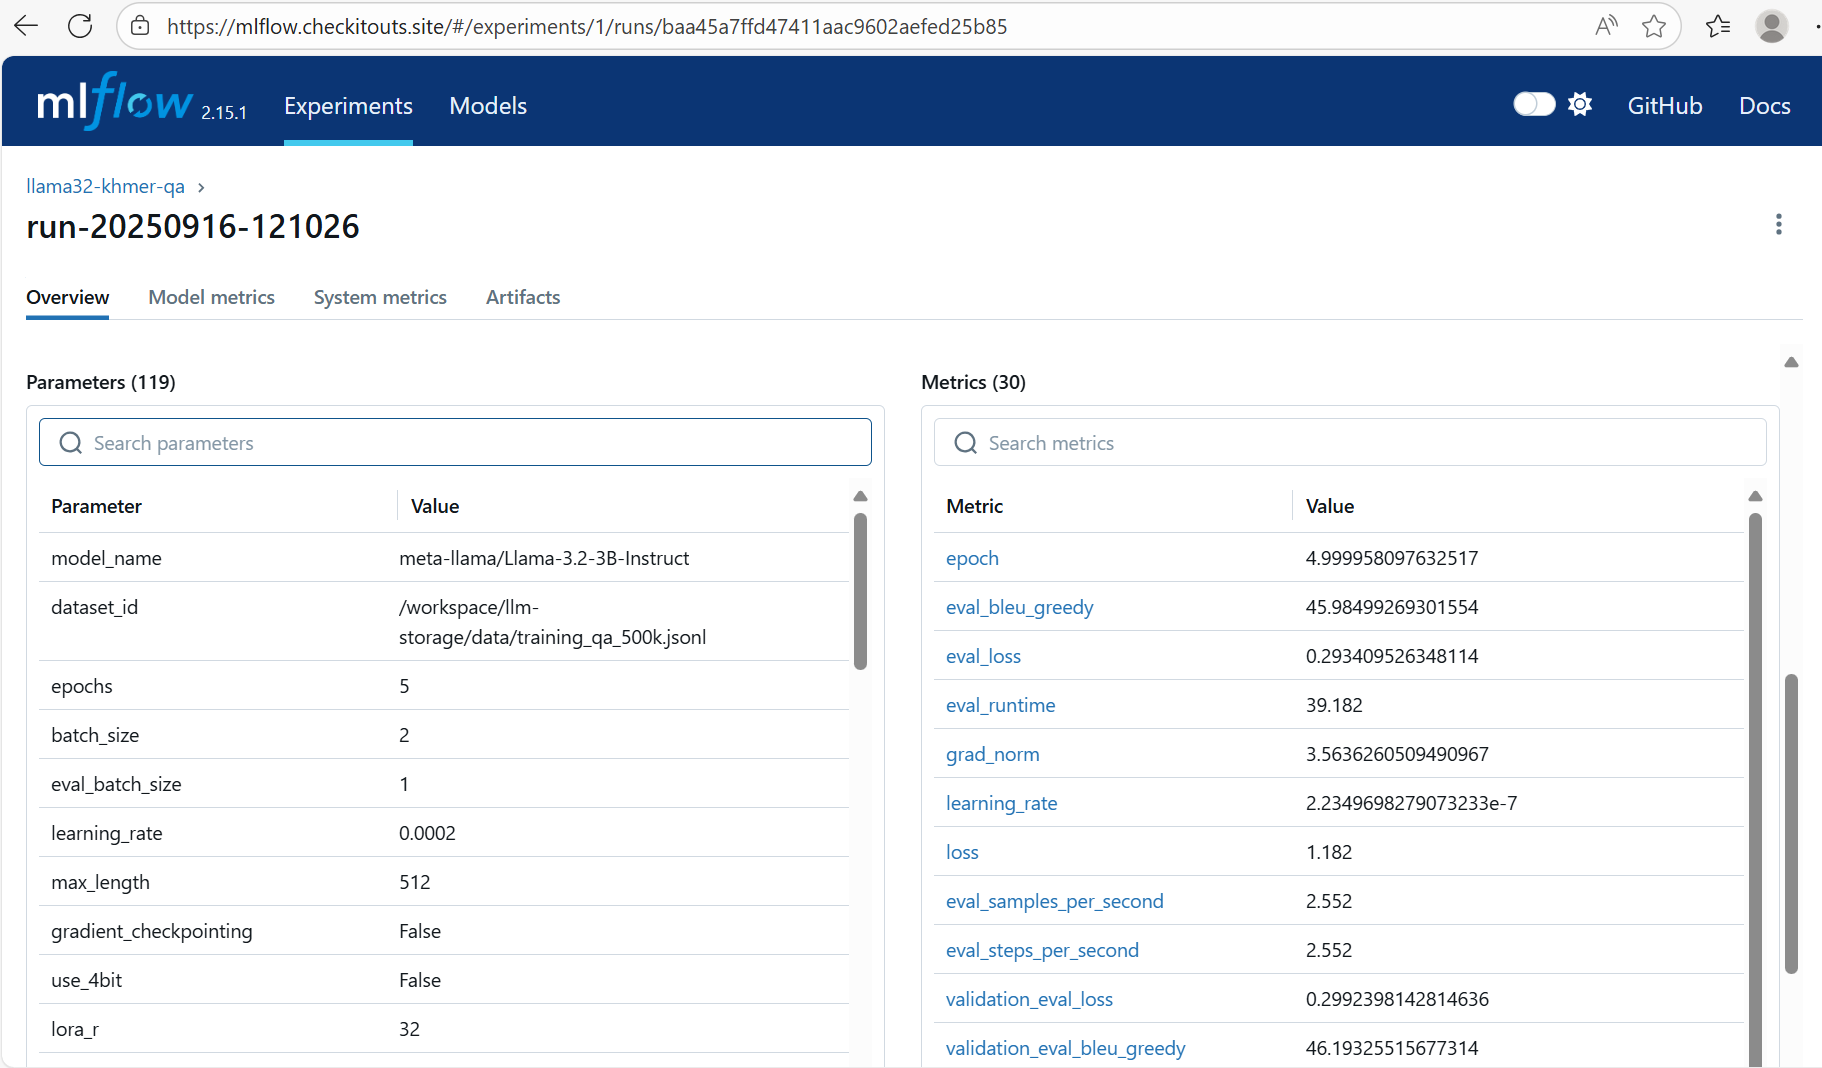 https://mlflow.checkitouts.site/#/experiments/1/runs/baa45a7ffd47411aac9602aefed25b85
mlflow 2.15.1 Experiments Models GitHub Docs
llama32-khmer-qa
run-20250916-121026
Overview Model metrics System metrics Artifacts
Parameters (119)
Search parameters
Parameter Value
model_name meta-llama/Llama-3.2-3B-Instruct
dataset_id /workspace/llm-
storage/data/training_qa_500k.jsonl
epochs 5
batch_size 2
eval_batch_size 1
learning_rate 0.0002
max_length 512
gradient_checkpointing False
use_4bit False
lora_r 32
Metrics (30)
Search metrics
Metric Value
epoch 4.999958097632517
eval_bleu_greedy 45.98499269301554
eval_loss 0.293409526348114
eval_runtime 39.182
grad_norm 3.5636260509490967
learning_rate 2.2349698279073233e-7
loss 1.182
eval_samples_per_second 2.552
eval_steps_per_second 2.552
validation_eval_loss 0.2992398142814636
validation_eval_bleu_greedy 46.19325515677314